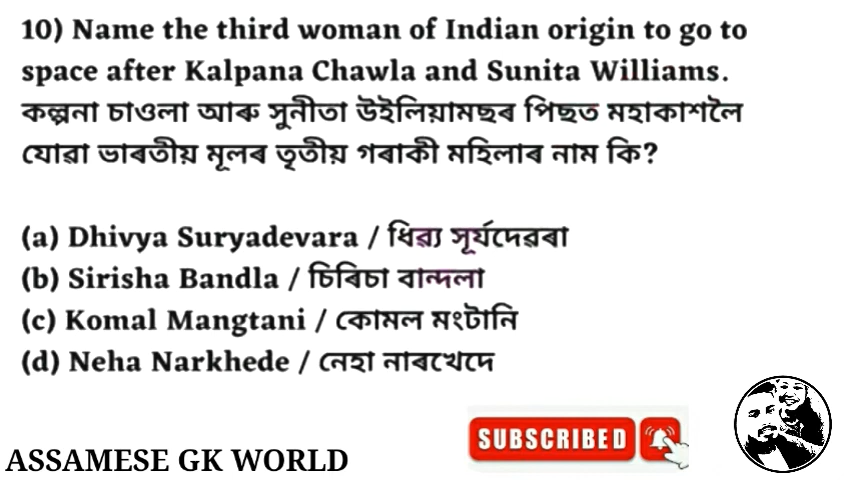 10) Name the third woman of Indian origin to go to
space after Kalpana Chawla and Sunita Williams.
কল্পনা চাওলা আৰু সুনীতা উইলিয়ামছৰ পিছত মহাকাশলৈ
যোৱা ভাৰতীয় মূলৰ তৃতীয় গৰাকী মহিলাৰ নাম কি?
(a) Dhivya Suryadevara / ধিৱ্য সূৰ্যদেৱৰা
(b) Sirisha Bandla / চিৰিচা বান্দলা
(c) Komal Mangtani / কোমল মংটানি
(d) Neha Narkhede / নেহা নাৰখেদে
SUBSCRIBED
ASSAMESE GK WORLD